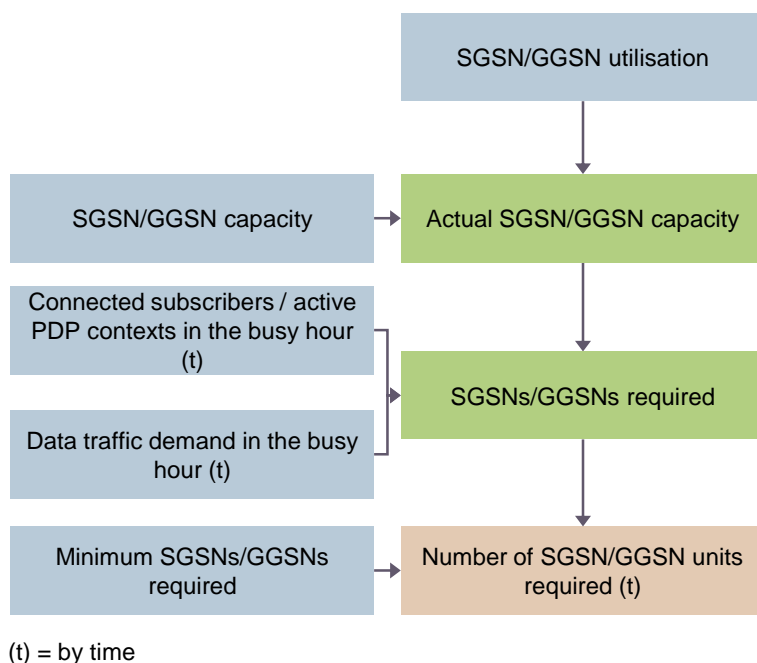 SGSN/GGSN utilisation
SGSN/GGSN capacity
Actual SGSN/GGSN capacity
Connected subscribers / active
PDP contexts in the busy hour
(t)
SGSNs/GGSNs required
Data traffic demand in the busy
hour (t)
Minimum SGSNs/GGSNs
required
Number of SGSN/GGSN units
required (t)
(t) = by time